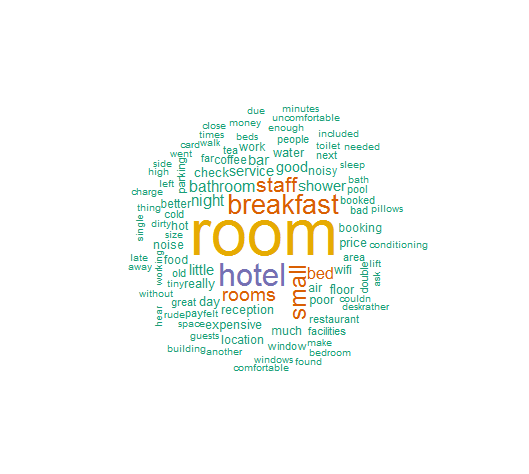 due
minutes
close
money
uncomfortable
times
beds
enough
included
card
walk
work
people
went
tea
toilet
needed
side
far
coffee
bar
water
next
high
parking
check
service
good
noisy
sleep
left
bathroom
staff
shower
bath
charge
better
night
breakfast
pool
thing
cold
booked
single
dirty
hot
room
bad
pillows
size
booking
noise
price
conditioning
late
working
food
hotel
area
away
old
little
small
bed
wifi
double
lift
without
tiny
really
rooms
air
floor
ask
hear
great
day
poor
couldn
rude
pay
felt
reception
restaurant
deskrather
space
expensive
much
facilities
guests
location
window
make
building
another
bedroom
windows
found
comfortable